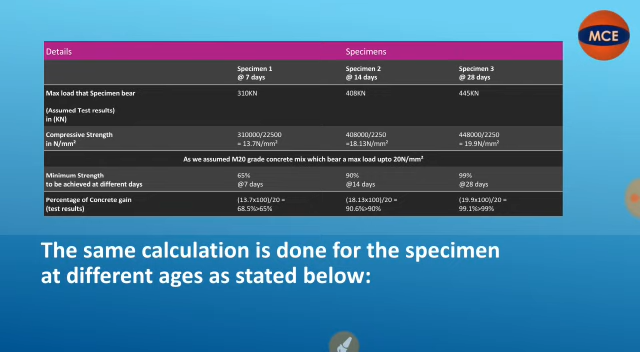 MCE
Details Specimens
Specimen 1 Specimen 2 Specimen 3
@ 7 days @ 14 days @ 28 days
Max load that Specimen bear 310KN 408KN 445KN
(Assumed Test results)
in (KN)
Compressive Strength 310000/22500 408000/2250 448000/2250
in N/mm² = 13.7N/mm² =18.13N/mm² = 19.9N/mm²
As we assumed M20 grade concrete mix which bear a max load upto 20N/mm²
Minimum Strength 65% 90% 99%
to be achieved at different days @7 days @14 days @28 days
Percentage of Concrete gain (13.7x100)/20 = (18.13x100)/20 = (19.9x100)/20 =
(test results) 68.5%>65% 90.6%>90% 99.1%>99%
The same calculation is done for the specimen
at different ages as stated below: